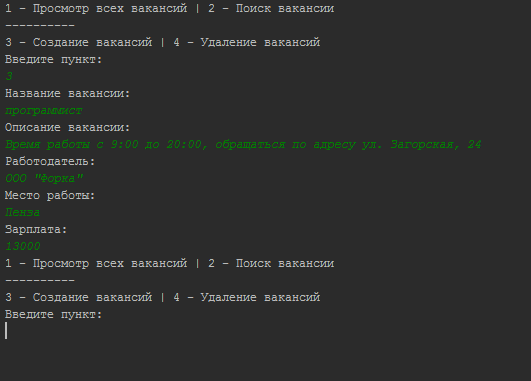 1 - Просмотр всех вакансий | 2 - Поиск вакансии
----------
3 - Создание вакансий | 4 - Удаление вакансий
Введите пункт:
3
Название вакансии:
программист
Описание вакансии:
Время работы с 9:00 до 20:00, обращаться по адресу ул. Загорская, 24
Работодатель:
ООО "Форка"
Место работы:
Пенза
Зарплата:
13000
1 - Просмотр всех вакансий | 2 - Поиск вакансии
----------
3 - Создание вакансий | 4 - Удаление вакансий
Введите пункт: